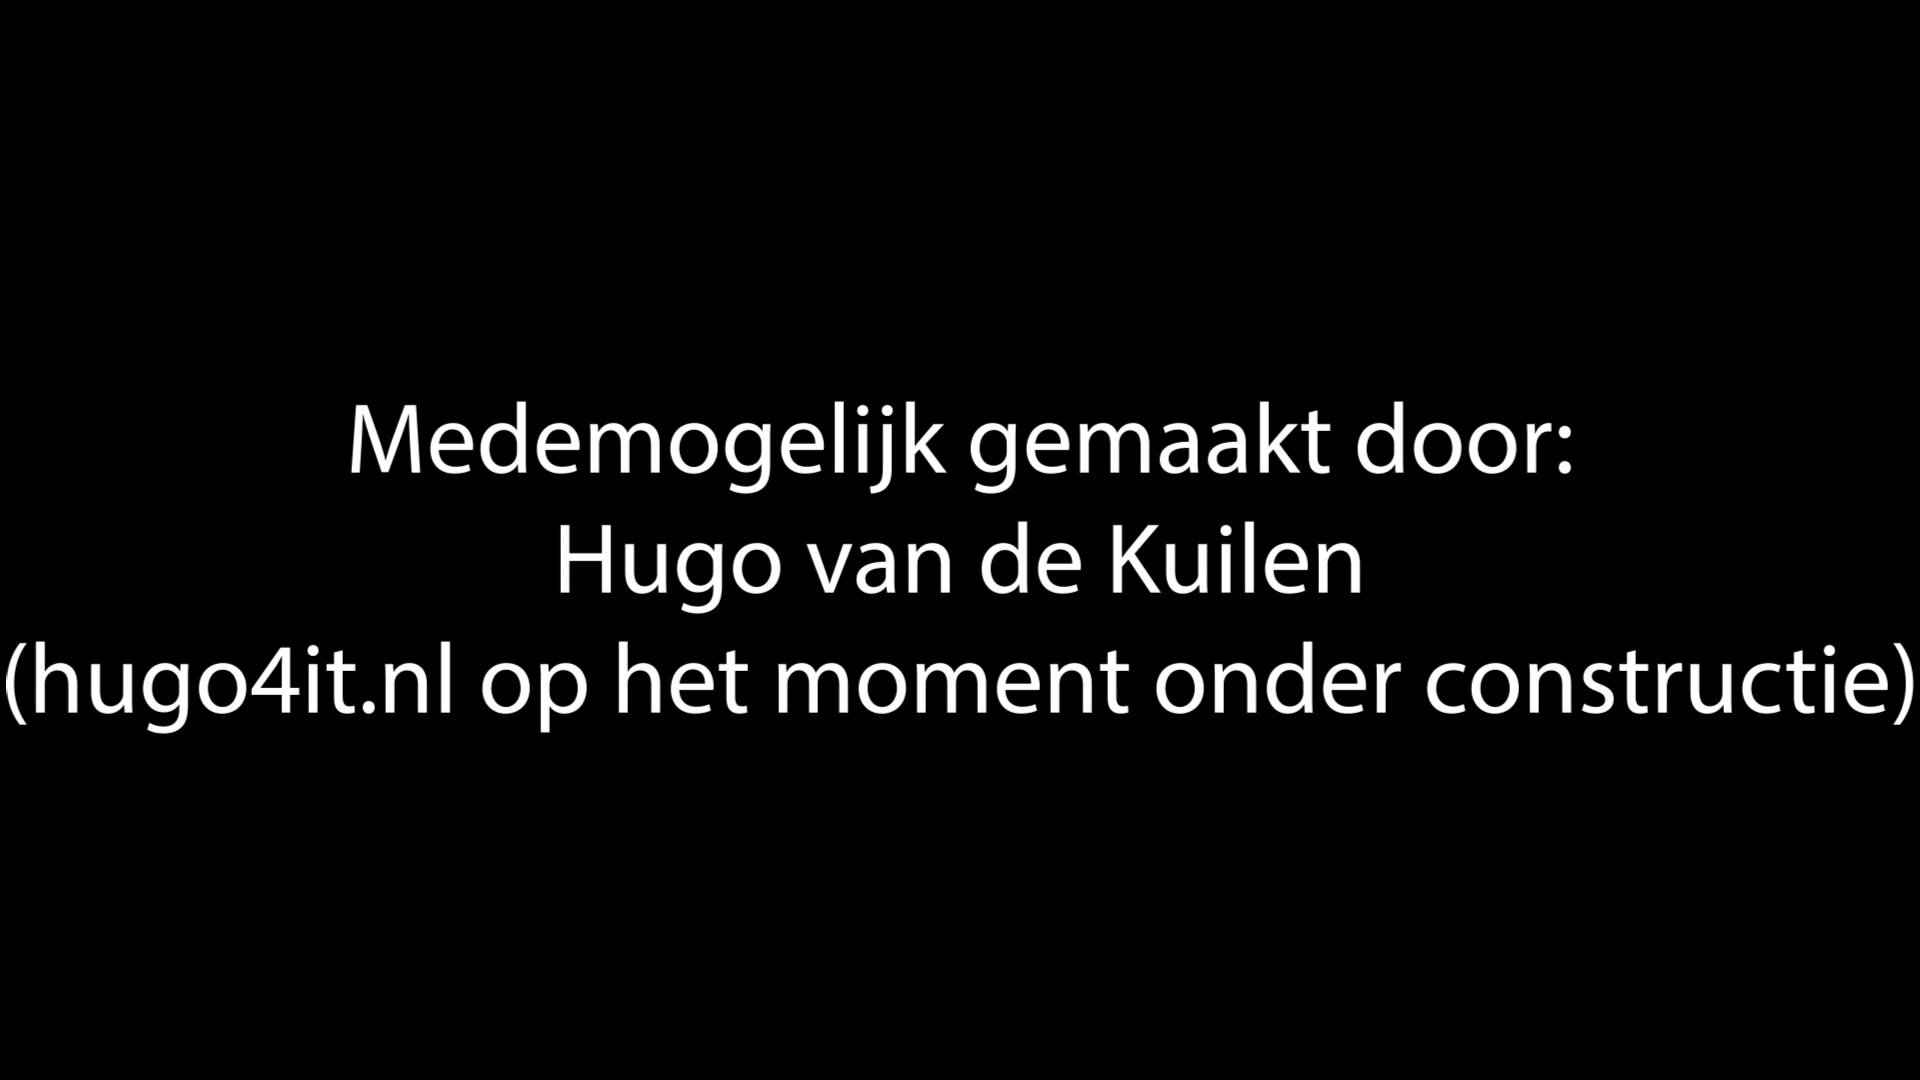 Medemogelijk gemaakt door:
Hugo van de Kuilen
(hugo4it.nl op het moment onder constructie)